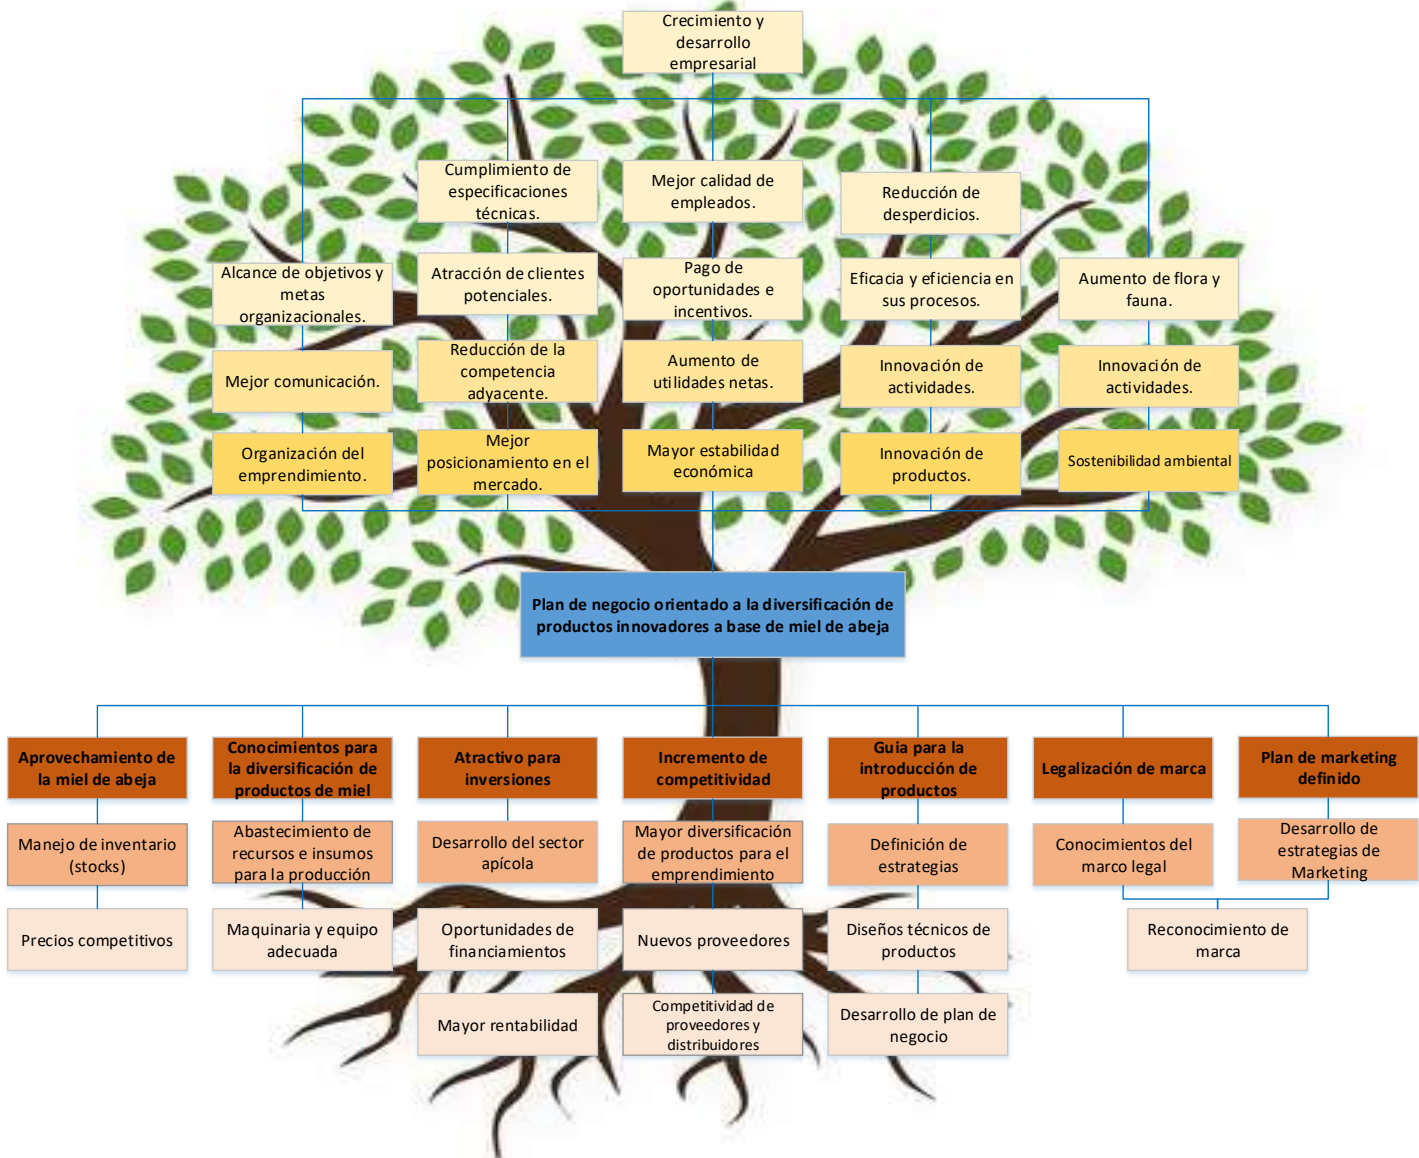 Crecimiento y
desarrollo
empresarial
Cumplimiento de
especificaciones
técnicas.
Mejor calidad de
empleados.
Reducción de
desperdicios.
Alcance de objetivos y
metas
organizacionales.
Atracción de clientes
potenciales.
Pago de
oportunidades e
incentivos.
Eficacia y eficiencia en
sus procesos.
Aumento de flora y
fauna.
Mejor comunicación.
Reducción de la
competencia
adyacente.
Aumento de
utilidades netas.
Innovación de
actividades.
Innovación de
actividades.
Organización del
emprendimiento.
Mejor
posicionamiento en el
mercado.
Mayor estabilidad
económica
Innovación de
productos.
Sostenibilidad ambiental
Plan de negocio orientado a la diversificación de
productos innovadores a base de miel de abeja
Aprovechamiento de
la miel de abeja
Conocimientos para
la diversificación de
productos de miel
Atractivo para
inversiones
Incremento de
competitividad
Guia para la
introducción de
productos
Legalización de marca
Plan de marketing
definido
Manejo de inventario
(stocks)
Abastecimiento de
recursos e insumos
para la producción
Desarrollo del sector
apícola
Mayor diversificación
de productos para el
emprendimiento
Definición de
estrategias
Conocimientos del
marco legal
Desarrollo de
estrategias de
Marketing
Precios competitivos
Maquinaria y equipo
adecuada
Oportunidades de
financiamientos
Nuevos proveedores
Diseños técnicos de
productos
Reconocimiento de
marca
Mayor rentabilidad
Competitividad de
proveedores y
distribuidores
Desarrollo de plan de
negocio